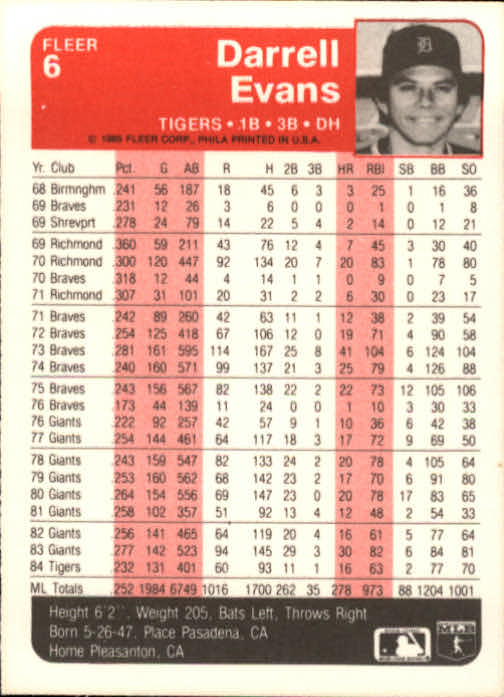 FLEER
6
Darrell
Evans
TIGERS • 1B • 3B • DH
© 1985 FLEER CORP., PHILA PRINTED IN U.S.A.
Yr. Club Pct. G AB R H 2B 3B HR RBI SB BB SO
68 Birmnghm .241 56 187 18 45 6 3 3 25 1 16 36
69 Braves .231 12 26 3 6 0 0 0 1 0 1 8
69 Shrevprt .278 24 79 14 22 5 4 2 14 0 12 21
69 Richmond .360 59 211 43 76 12 4 7 45 3 30 40
70 Richmond .300 120 447 92 134 20 7 20 83 1 78 80
70 Braves .318 12 44 4 14 1 1 0 9 0 7 5
71 Richmond .307 31 101 20 31 2 2 6 30 0 23 17
71 Braves .242 89 260 42 63 11 1 12 38 2 39 54
72 Braves .254 125 418 67 106 12 0 19 71 4 90 58
73 Braves .281 161 595 114 167 25 8 41 104 6 124 104
74 Braves .240 160 571 99 137 21 3 25 79 4 126 88
75 Braves .243 156 567 82 138 22 2 22 73 12 105 106
76 Braves .173 44 139 11 24 0 0 1 10 3 30 33
76 Giants .222 92 257 42 57 9 1 10 36 6 42 38
77 Giants .254 144 461 64 117 18 3 17 72 9 69 50
78 Giants .243 159 547 82 133 24 2 20 78 4 105 64
79 Giants .253 160 562 68 142 23 2 17 70 6 91 80
80 Giants .264 154 556 69 147 23 0 20 78 17 83 65
81 Giants .258 102 357 51 92 13 4 12 48 2 54 33
82 Giants .256 141 465 64 119 20 4 16 61 5 77 64
83 Giants .277 142 523 94 145 29 3 30 82 6 84 81
84 Tigers .232 131 401 60 93 11 1 16 63 2 77 70
ML Totals .252 1984 6749 1016 1700 262 35 278 973 88 1204 1001
Height 6'2", Weight 205, Bats Left, Throws Right
Born 5-26-47. Place Pasadena, CA
Home Pleasanton, CA